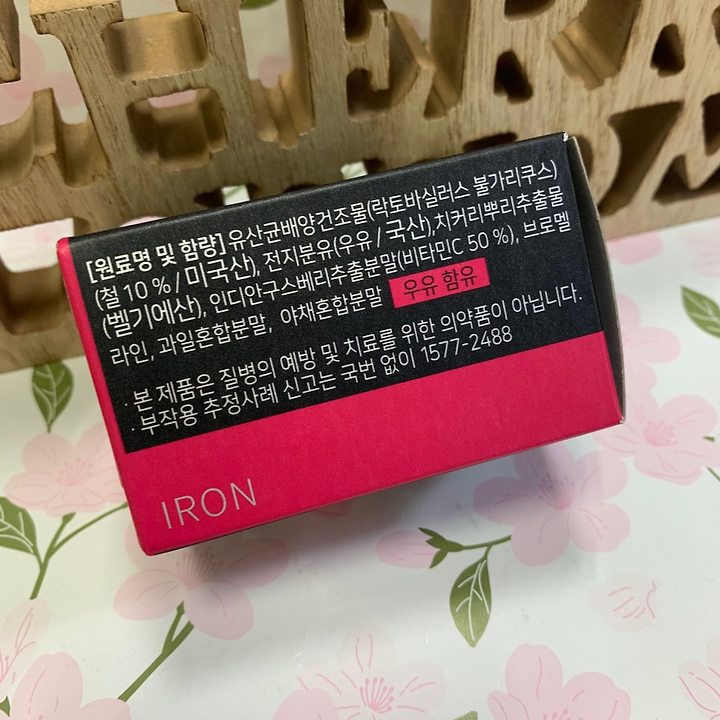 HERA
[원료명 및 함량] 유산균배양건조물(락토바실러스 불가리쿠스)
(철 10 % / 미국산), 전지분유(우유 / 국산),치커리뿌리추출물
(벨기에산), 인디안구스베리추출분말(비타민C 50 %), 브로멜
라인, 과일혼합분말, 야채혼합분말 우유 함유
· 본 제품은 질병의 예방 및 치료를 위한 의약품이 아닙니다.
· 부작용 추정사례 신고는 국번 없이 1577-2488
IRON